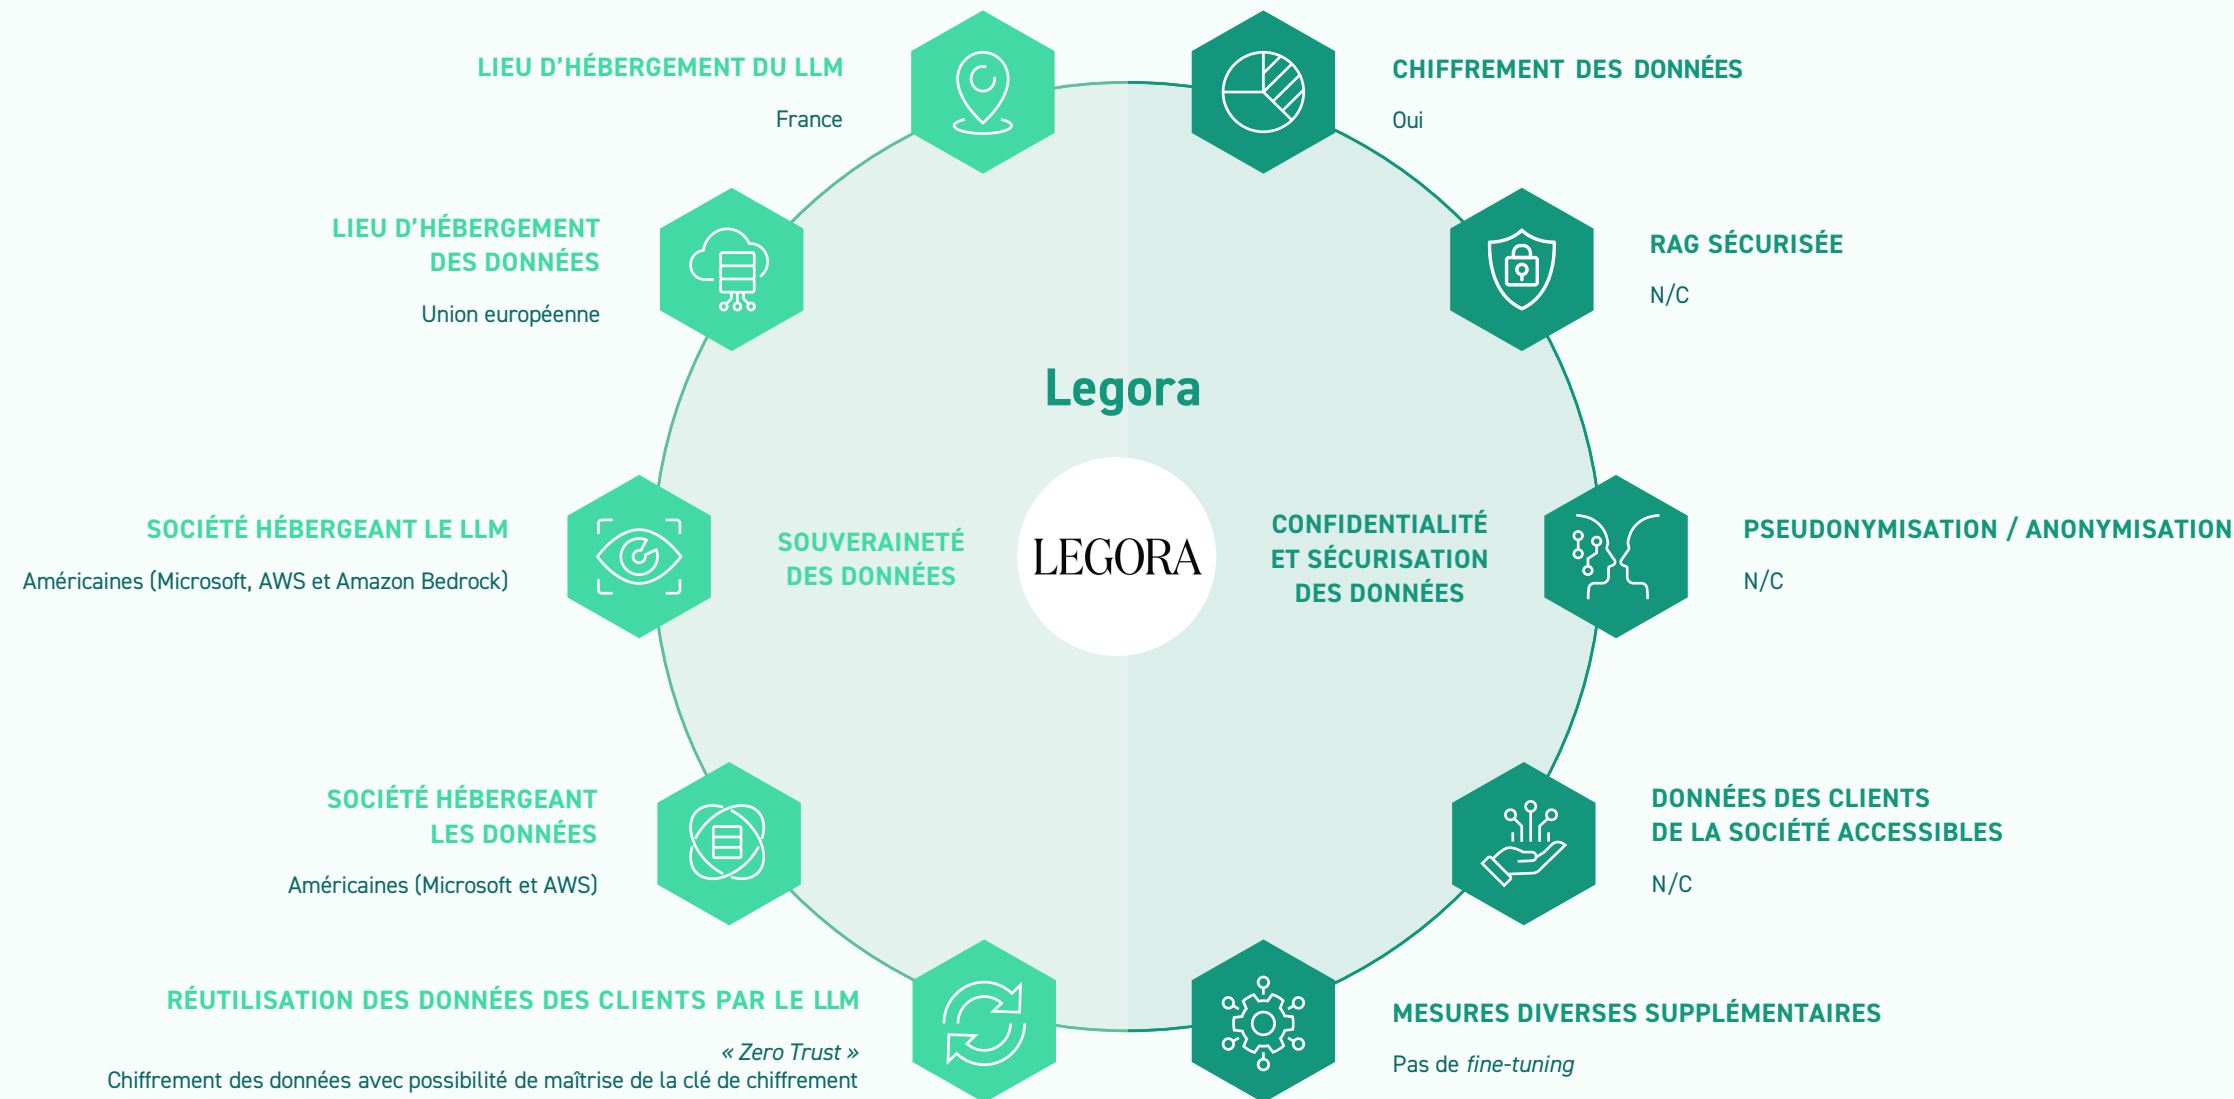 LIEU D’HÉBERGEMENT DU LLM
France
LIEU D’HÉBERGEMENT
DES DONNÉES
Union européenne
SOCIÉTÉ HÉBERGEANT LE LLM
Américaines (Microsoft, AWS et Amazon Bedrock)
SOCIÉTÉ HÉBERGEANT
LES DONNÉES
Américaines (Microsoft et AWS)
RÉUTILISATION DES DONNÉES DES CLIENTS PAR LE LLM
« Zero Trust »
Chiffrement des données avec possibilité de maîtrise de la clé de chiffrement
Legora
SOUVERAINETÉ
DES DONNÉES
LEGORA
CONFIDENTIALITÉ
ET SÉCURISATION
DES DONNÉES
CHIFFREMENT DES DONNÉES
Oui
RAG SÉCURISÉE
N/C
PSEUDONYMISATION / ANONYMISATION
N/C
DONNÉES DES CLIENTS
DE LA SOCIÉTÉ ACCESSIBLES
N/C
MESURES DIVERSES SUPPLÉMENTAIRES
Pas de fine-tuning